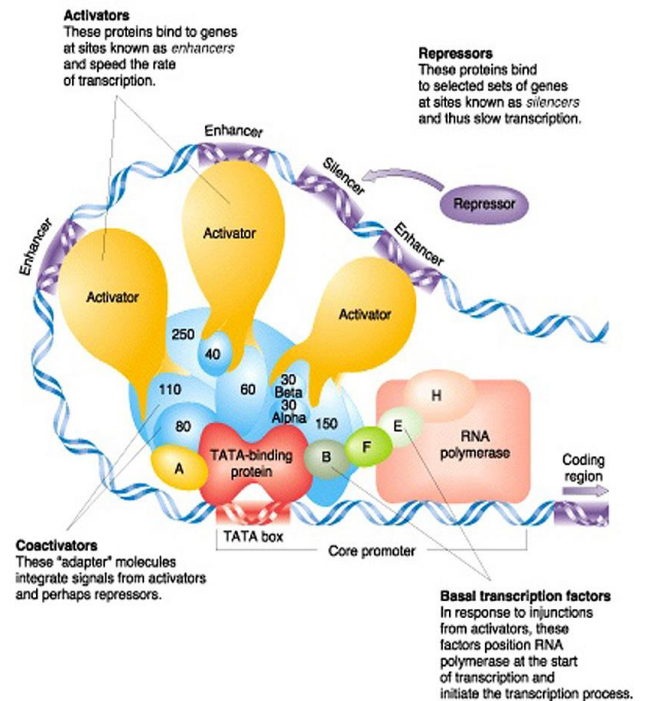 Activators
These proteins bind to genes
at sites known as enhancers
and speed the rate
of transcription.
Repressors
These proteins bind
to selected sets of genes
at sites known as silencers
and thus slow transcription.
Enhancer
Silencer
Repressor
Enhancer
Enhancer
Activator
Activator
Activator
250
40
110
60
30
Beta
30
Alpha
80
150
H
E
F
B
A
TATA-binding
protein
RNA
polymerase
Coding
region
TATA box
Core promoter
Coactivators
These "adapter" molecules
integrate signals from activators
and perhaps repressors.
Basal transcription factors
In response to injunctions
from activators, these
factors position RNA
polymerase at the start
of transcription and
initiate the transcription process.